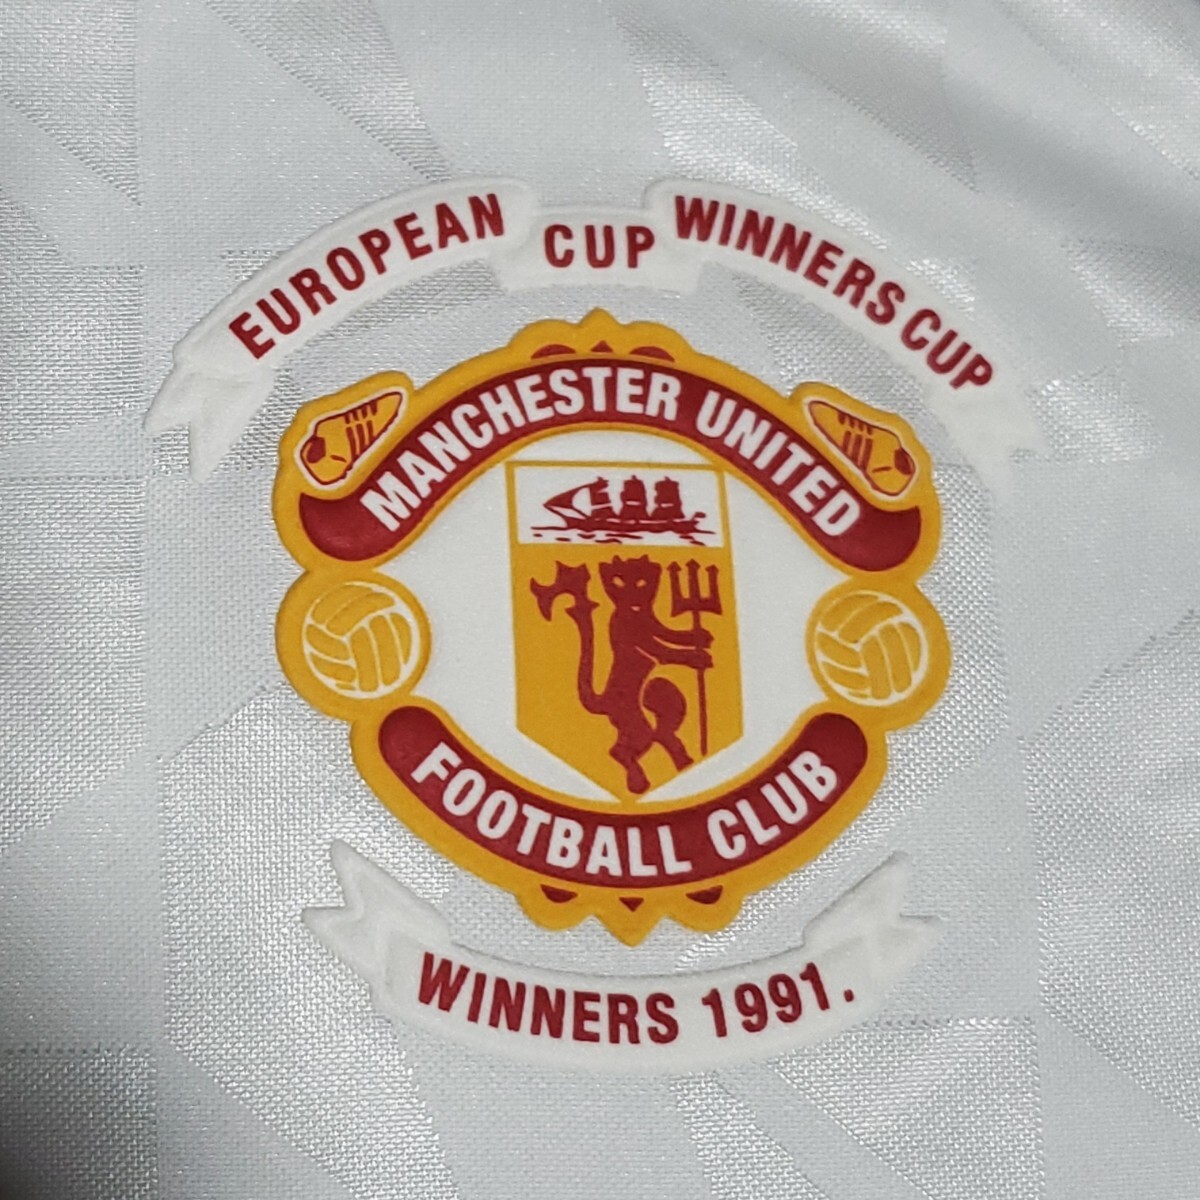 EUROPEAN CUP WINNERS CUP
MANCHESTER UNITED
FOOTBALL CLUB
WINNERS 1991.